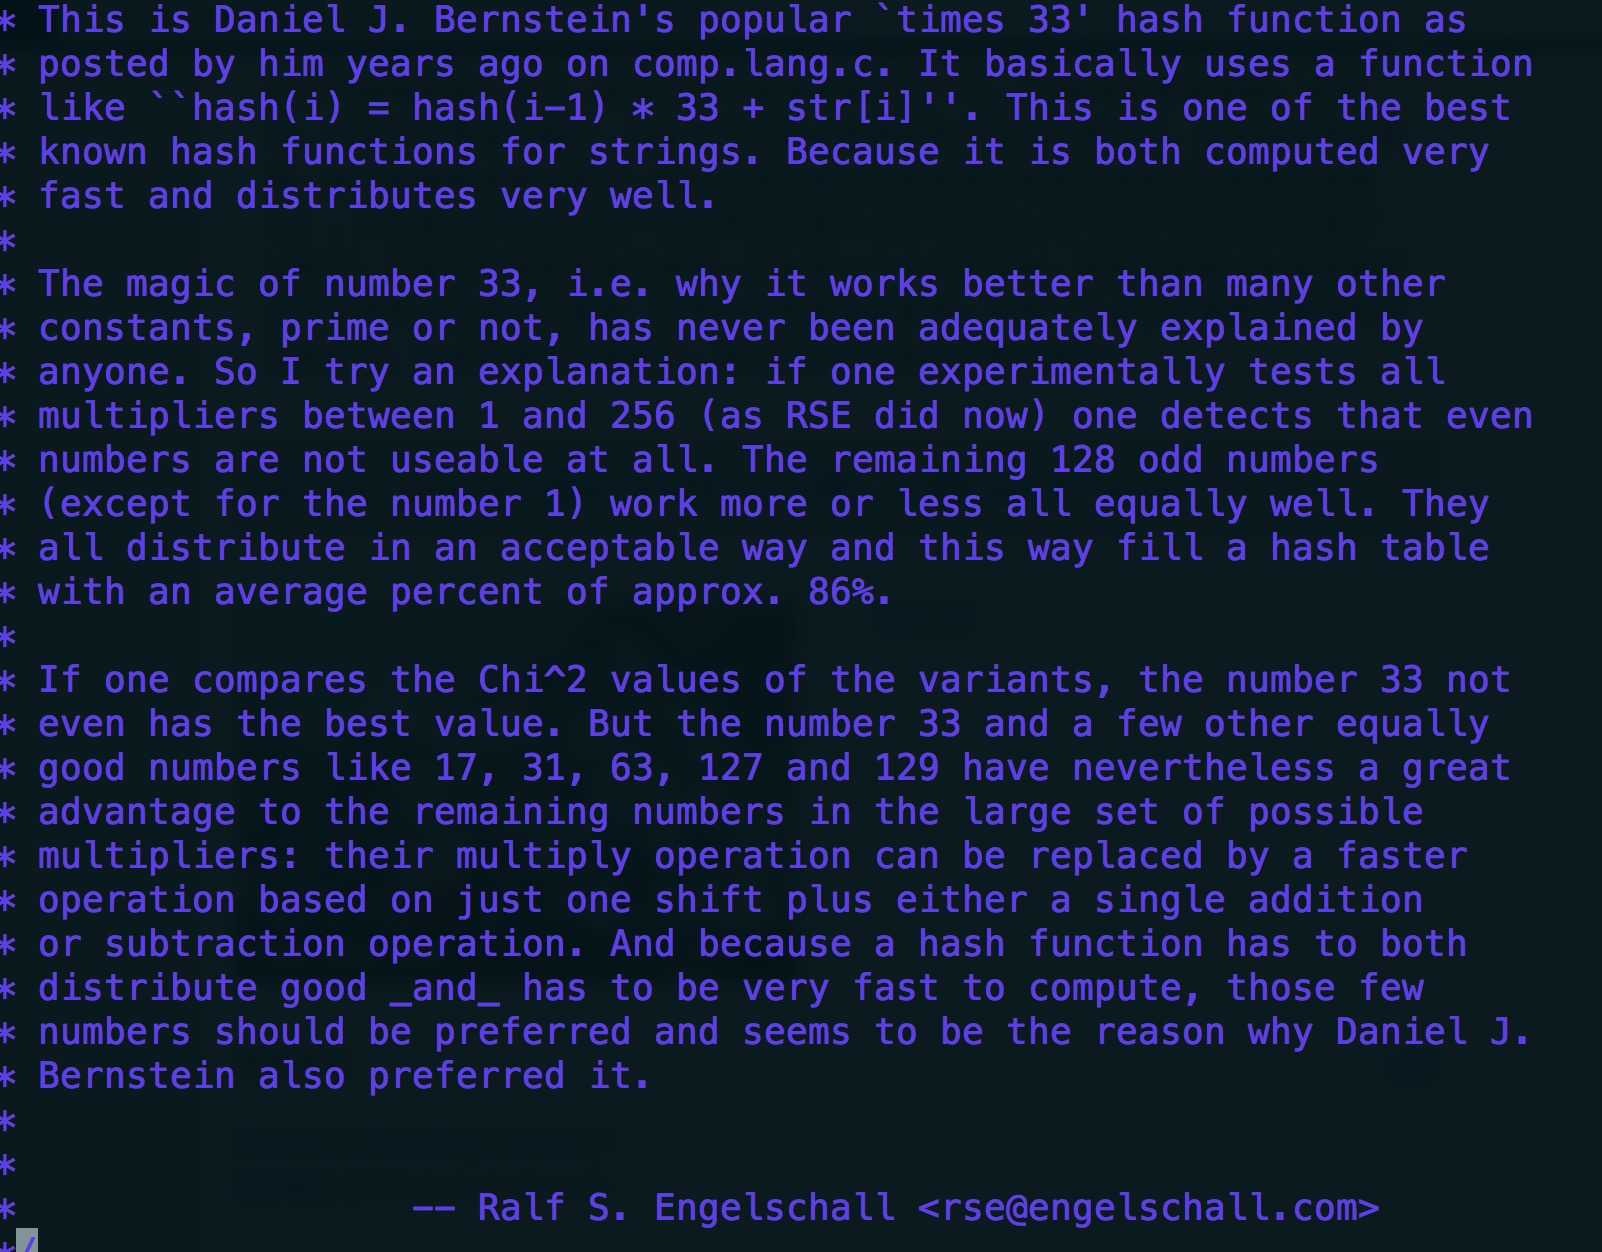 * This is Daniel J. Bernstein's popular `times 33' hash function as
* posted by him years ago on comp.lang.c. It basically uses a function
* like ``hash(i) = hash(i-1) * 33 + str[i]''. This is one of the best
* known hash functions for strings. Because it is both computed very
* fast and distributes very well.
*
* The magic of number 33, i.e. why it works better than many other
* constants, prime or not, has never been adequately explained by
* anyone. So I try an explanation: if one experimentally tests all
* multipliers between 1 and 256 (as RSE did now) one detects that even
* numbers are not useable at all. The remaining 128 odd numbers
* (except for the number 1) work more or less all equally well. They
* all distribute in an acceptable way and this way fill a hash table
* with an average percent of approx. 86%.
*
* If one compares the Chi^2 values of the variants, the number 33 not
* even has the best value. But the number 33 and a few other equally
* good numbers like 17, 31, 63, 127 and 129 have nevertheless a great
* advantage to the remaining numbers in the large set of possible
* multipliers: their multiply operation can be replaced by a faster
* operation based on just one shift plus either a single addition
* or subtraction operation. And because a hash function has to both
* distribute good _and_ has to be very fast to compute, those few
* numbers should be preferred and seems to be the reason why Daniel J.
* Bernstein also preferred it.
*
*
* -- Ralf S. Engelschall <rse@engelschall.com>
*/